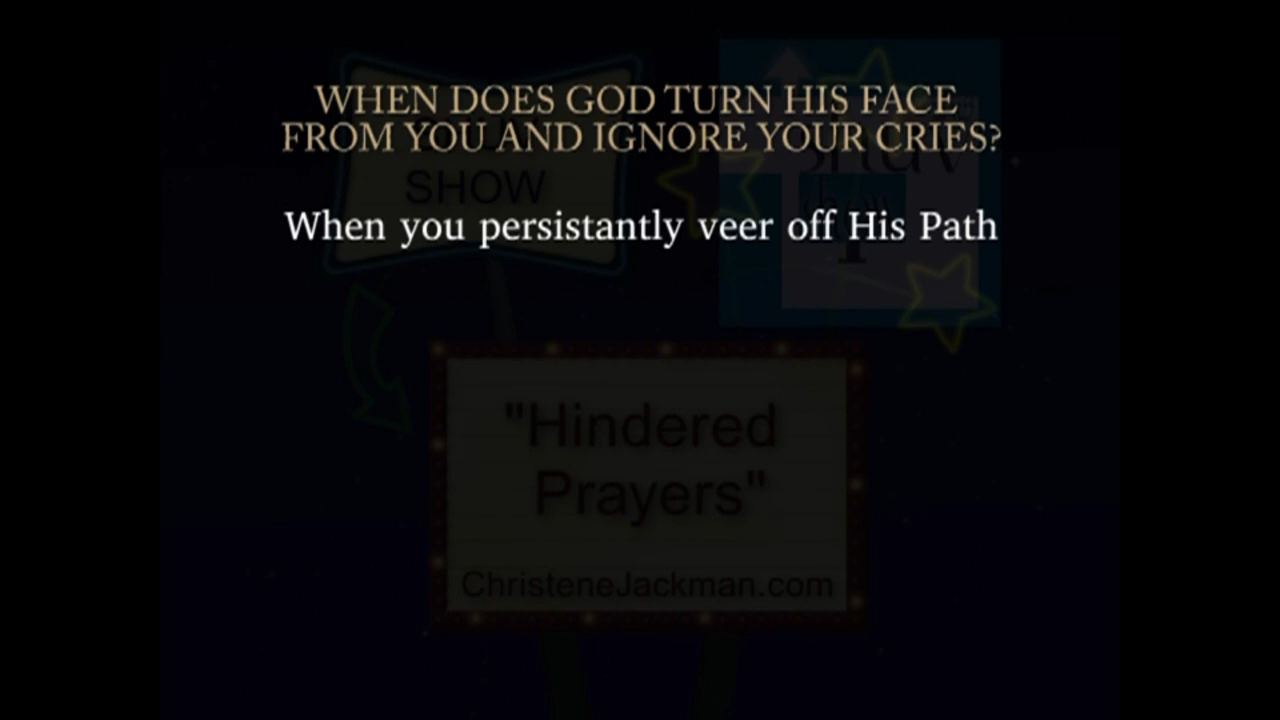 WHEN DOES GOD TURN HIS FACE
FROM YOU AND IGNORE YOUR CRIES?
SHOW
When you persistantly veer off His Path
"Hindered
Prayers"
ChristeneJackman.com